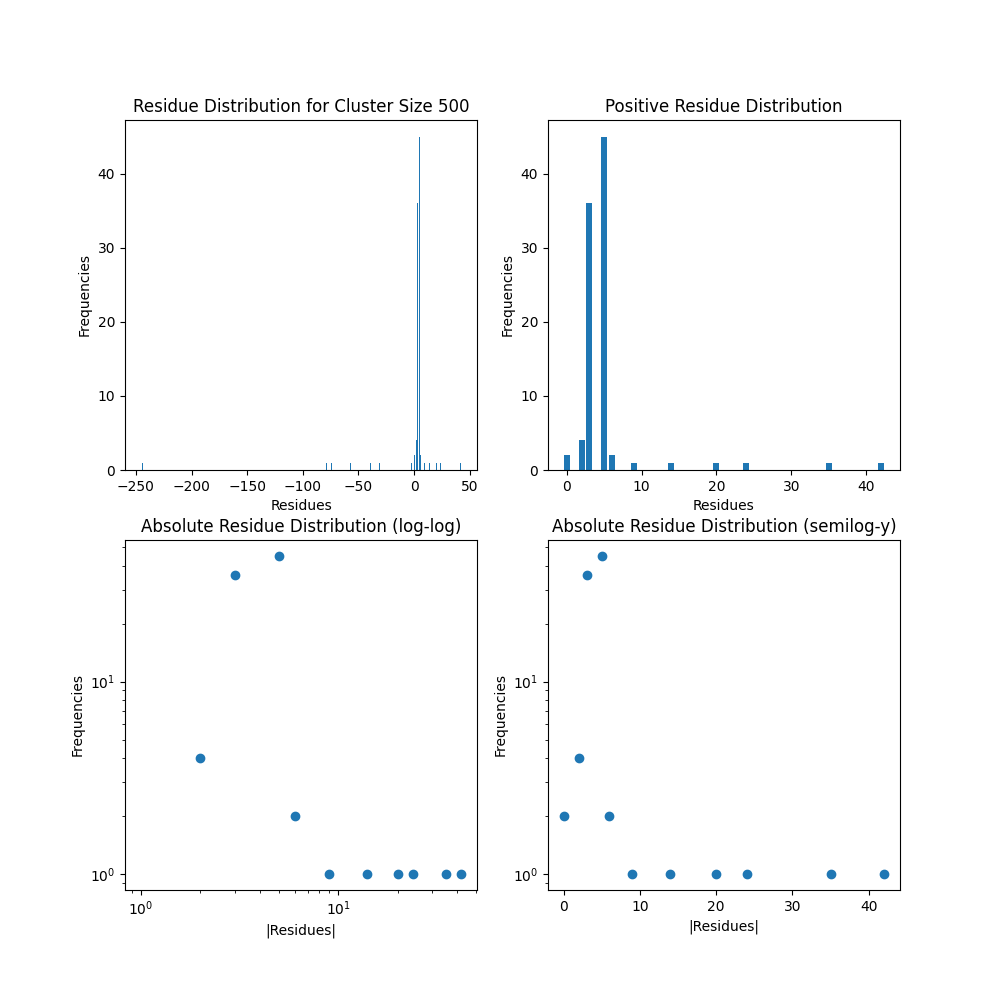 Residue Distribution for Cluster Size 500
Frequencies
40
30
20
10
0
−250 −200 −150 −100 −50 0 50
Residues
Positive Residue Distribution
Frequencies
40
30
20
10
0
0 10 20 30 40
Residues
Absolute Residue Distribution (log-log)
Frequencies
10¹
10⁰
10⁰ 10¹
|Residues|
Absolute Residue Distribution (semilog-y)
Frequencies
10¹
10⁰
0 10 20 30 40
|Residues|